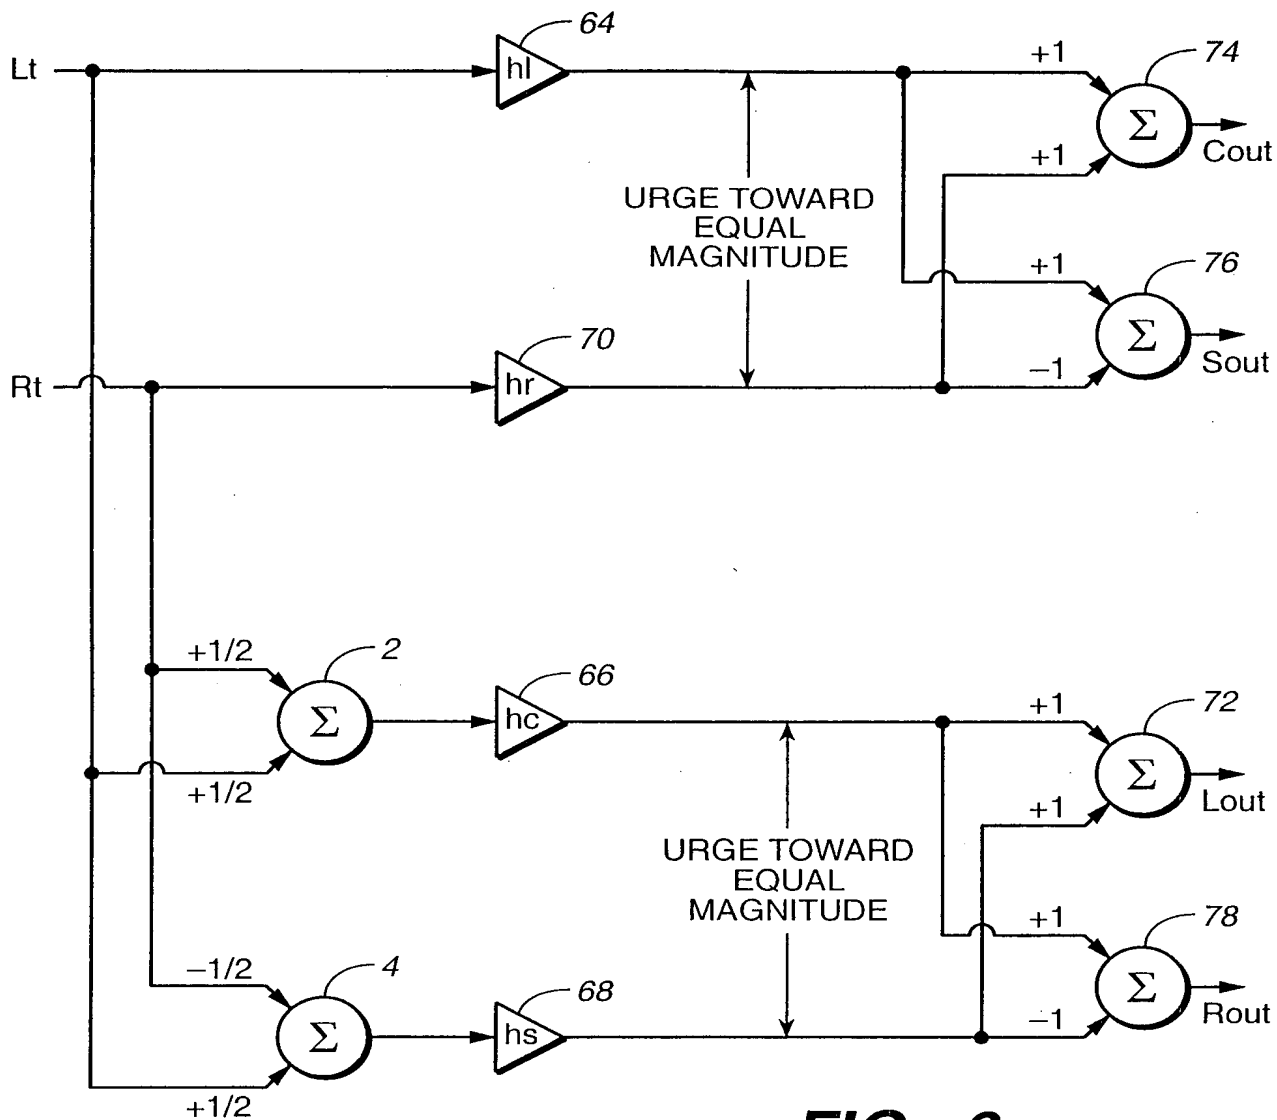 64
Lt
hl
+1
74
Σ
Cout
+1
URGE TOWARD
EQUAL
MAGNITUDE
+1
76
Σ
Sout
70
Rt
hr
−1
+1/2
2
Σ
+1/2
66
hc
+1
72
Σ
Lout
+1
URGE TOWARD
EQUAL
MAGNITUDE
+1
78
Σ
Rout
−1/2
4
Σ
+1/2
68
hs
−1